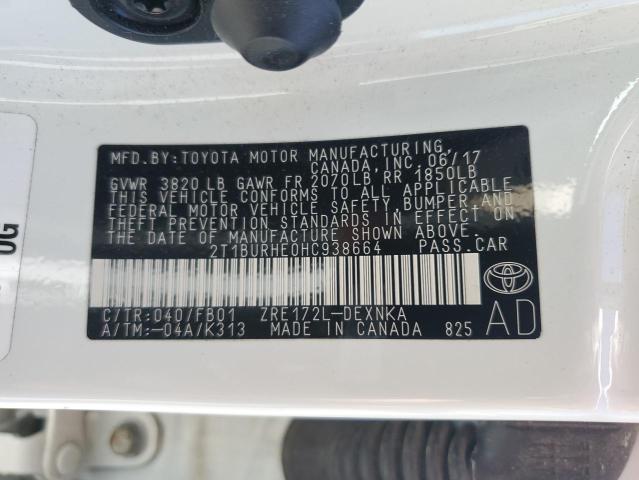 MFD.BY:TOYOTA MOTOR MANUFACTURING,
CANADA, INC. 06/17
GVWR 3820 LB GAWR FR 2070LB RR 1850LB
THIS VEHICLE CONFORMS TO ALL APPLICABLE
FEDERAL MOTOR VEHICLE SAFETY,BUMPER,AND
THEFT PREVENTION STANDARDS IN EFFECT ON
THE DATE OF MANUFACTURE SHOWN ABOVE.
2T1BURHE0HC938664 PASS.CAR
C/TR:040/FB01 ZRE172L-DEXNKA
A/TM:-04A/K313 MADE IN CANADA 825
AD
OG